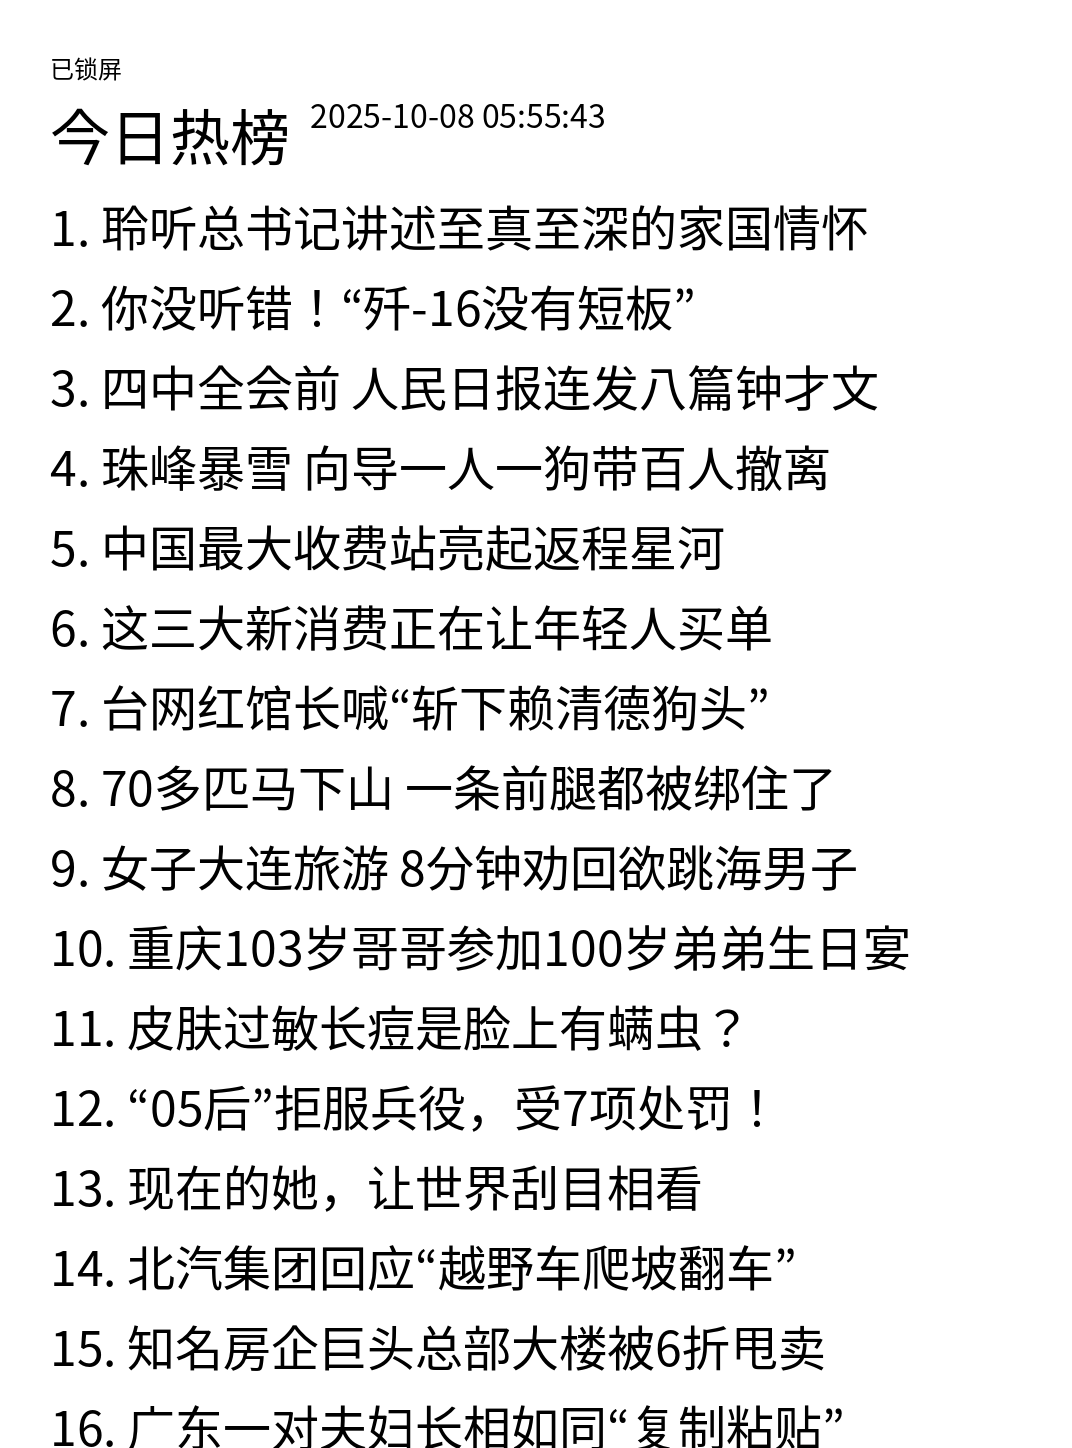 已锁屏
今日热榜 2025-10-08 05:55:43
1. 聆听总书记讲述至真至深的家国情怀
2. 你没听错！“歼-16没有短板”
3. 四中全会前 人民日报连发八篇钟才文
4. 珠峰暴雪 向导一人一狗带百人撤离
5. 中国最大收费站亮起返程星河
6. 这三大新消费正在让年轻人买单
7. 台网红馆长喊“斩下赖清德狗头”
8. 70多匹马下山 一条前腿都被绑住了
9. 女子大连旅游 8分钟劝回欲跳海男子
10. 重庆103岁哥哥参加100岁弟弟生日宴
11. 皮肤过敏长痘是脸上有螨虫？
12. “05后”拒服兵役，受7项处罚！
13. 现在的她，让世界刮目相看
14. 北汽集团回应“越野车爬坡翻车”
15. 知名房企巨头总部大楼被6折甩卖
16. 广东一对夫妇长相如同“复制粘贴”